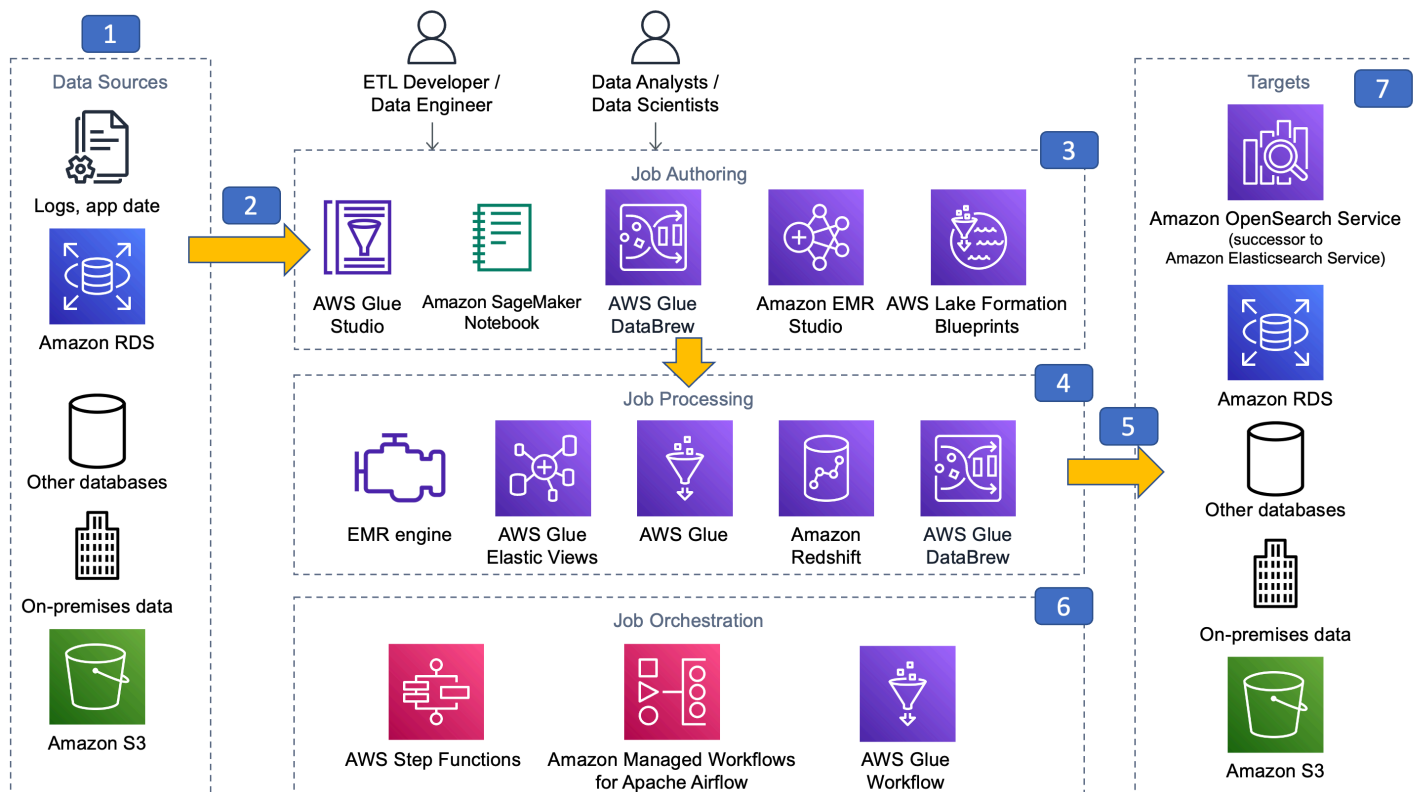 1
Data Sources
Logs, app date
Amazon RDS
Other databases
On-premises data
Amazon S3
2
ETL Developer /
Data Engineer
Data Analysts /
Data Scientists
3
Job Authoring
AWS Glue
Studio
Amazon SageMaker
Notebook
AWS Glue
DataBrew
Amazon EMR
Studio
AWS Lake Formation
Blueprints
4
Job Processing
EMR engine
AWS Glue
Elastic Views
AWS Glue
Amazon
Redshift
AWS Glue
DataBrew
5
6
Job Orchestration
AWS Step Functions
Amazon Managed Workflows
for Apache Airflow
AWS Glue
Workflow
7
Targets
Amazon OpenSearch Service
(successor to
Amazon Elasticsearch Service)
Amazon RDS
Other databases
On-premises data
Amazon S3